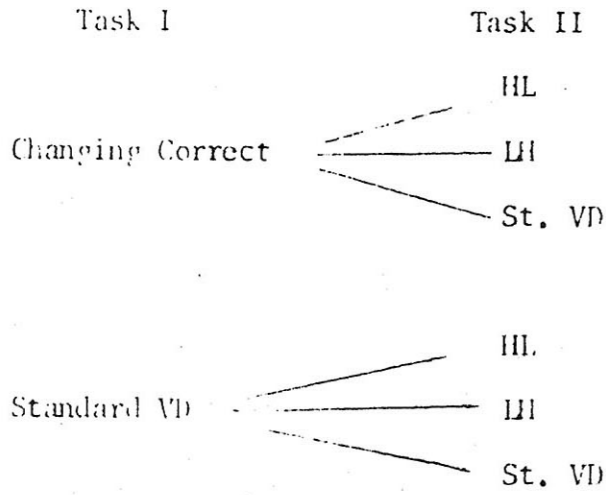 Task I Task II
HL
Changing Correct LH
St. VD
HL
Standard VD LH
St. VD